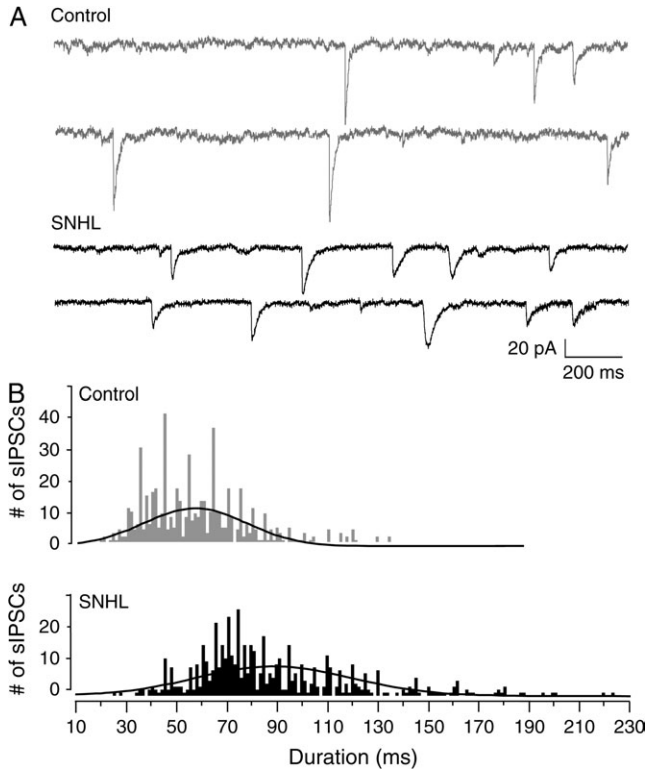 A
Control
SNHL
20 pA
200 ms
B
Control
# of sIPSCs
40
30
20
10
0
SNHL
# of sIPSCs
20
10
0
10 30 50 70 90 110 130 150 170 190 210 230
Duration (ms)